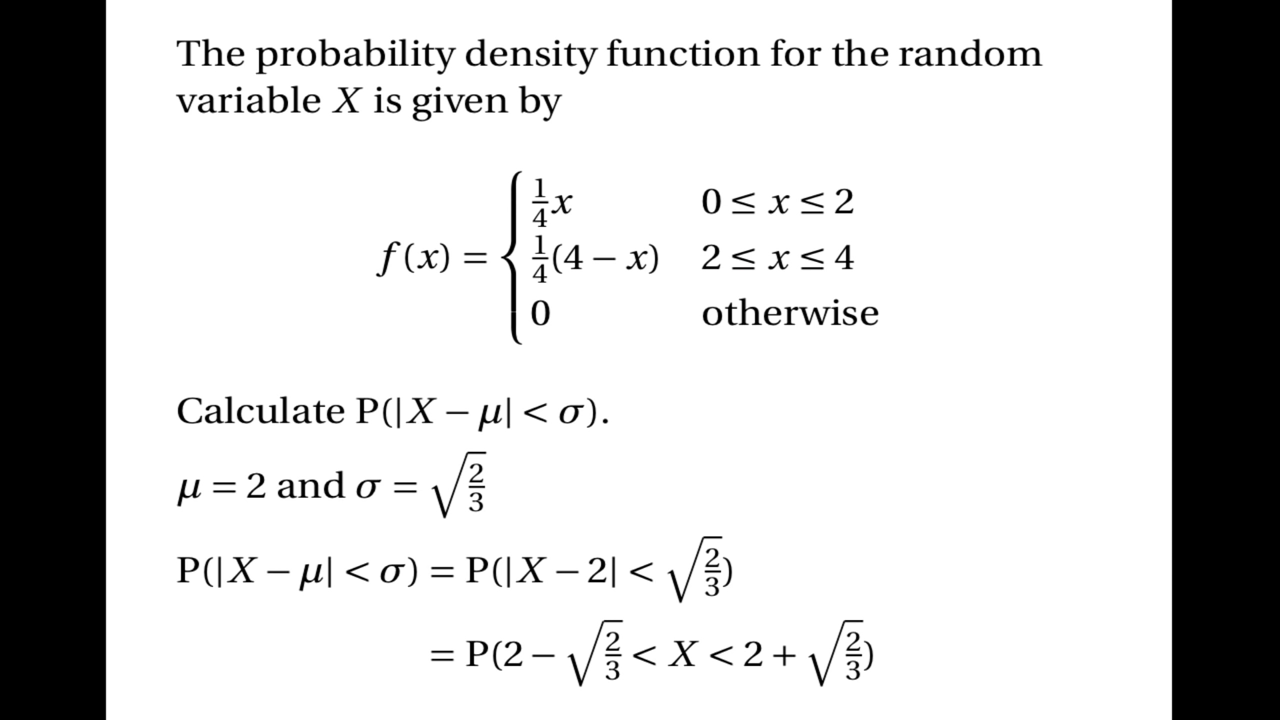 The probability density function for the random
variable X is given by
f(x) = { 1/4 x    0 ≤ x ≤ 2
1/4 (4 − x)    2 ≤ x ≤ 4
0    otherwise
Calculate P(|X − μ| < σ).
μ = 2 and σ = √(2/3)
P(|X − μ| < σ) = P(|X − 2| < √(2/3))
= P(2 − √(2/3) < X < 2 + √(2/3))